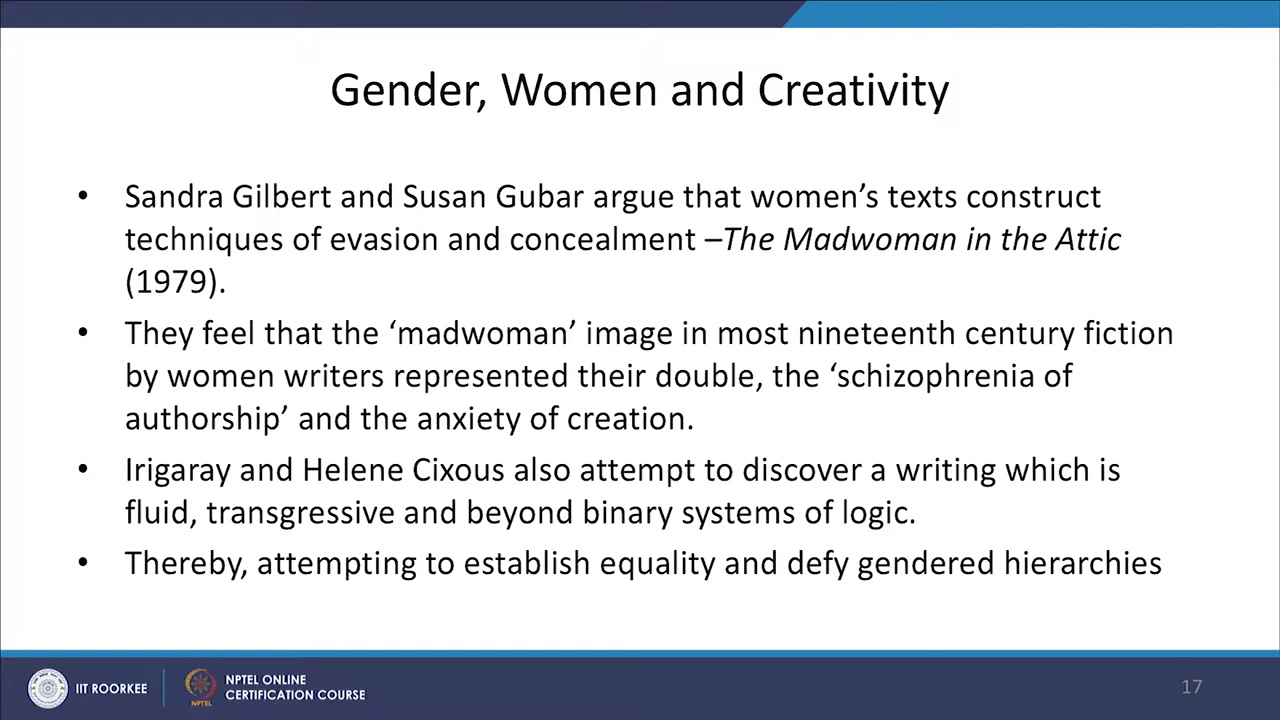 Gender, Women and Creativity
• Sandra Gilbert and Susan Gubar argue that women’s texts construct
techniques of evasion and concealment –The Madwoman in the Attic
(1979).
• They feel that the ‘madwoman’ image in most nineteenth century fiction
by women writers represented their double, the ‘schizophrenia of
authorship’ and the anxiety of creation.
• Irigaray and Helene Cixous also attempt to discover a writing which is
fluid, transgressive and beyond binary systems of logic.
• Thereby, attempting to establish equality and defy gendered hierarchies
IIT ROORKEE
NPTEL
NPTEL ONLINE
CERTIFICATION COURSE
17